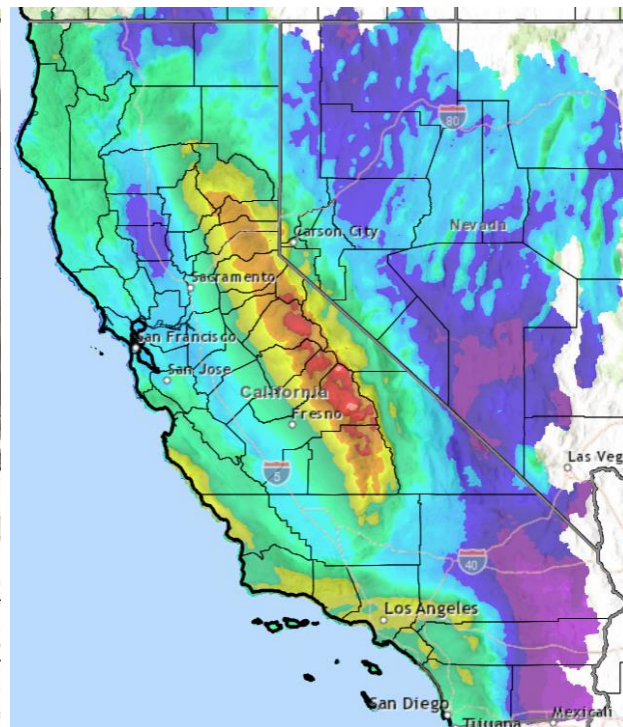 80
Nevada
Carson City
Sacramento
San Francisco
San Jose
California
Fresno
5
Las Veg
40
Los Angeles
San Diego
Mexicali
Tijuana